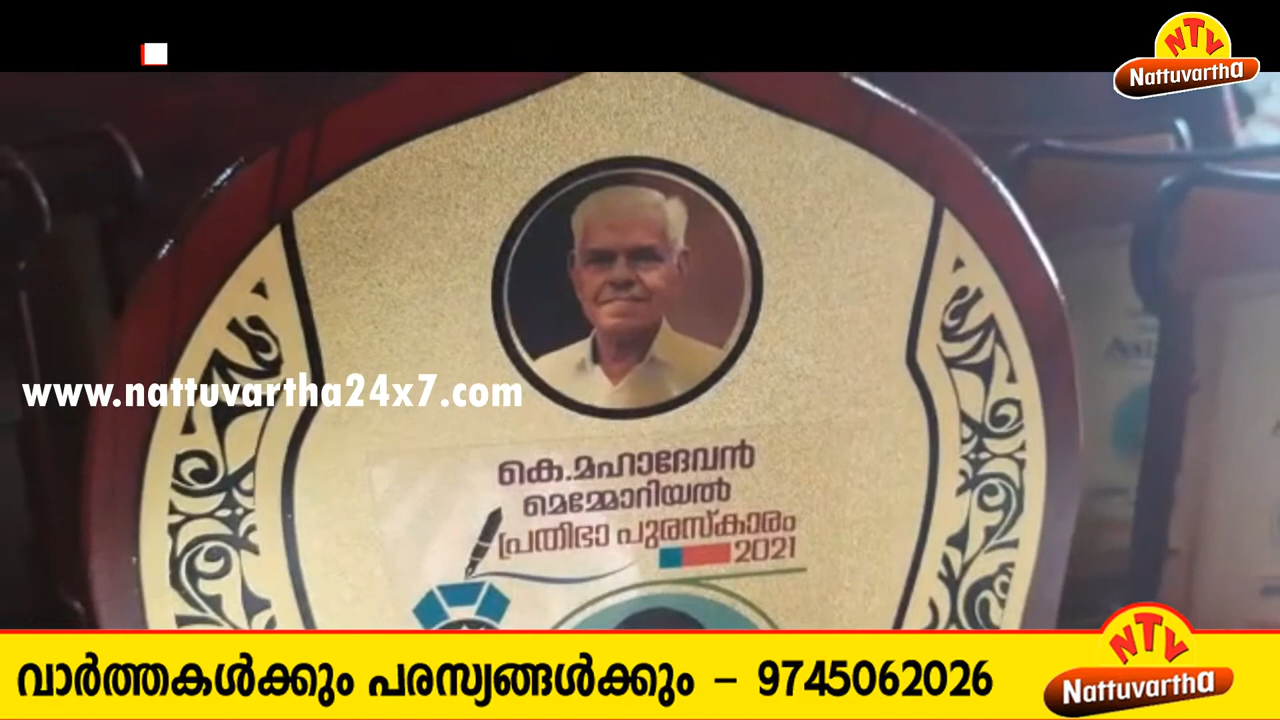 NTV
Nattuvartha
www.nattuvartha24x7.com
കെ.മഹാദേവൻ
മെമ്മോറിയൽ
പ്രതിഭാ പുരസ്കാരം
2021
വാർത്തകൾക്കും പരസ്യങ്ങൾക്കും - 9745062026
NTV
Nattuvartha